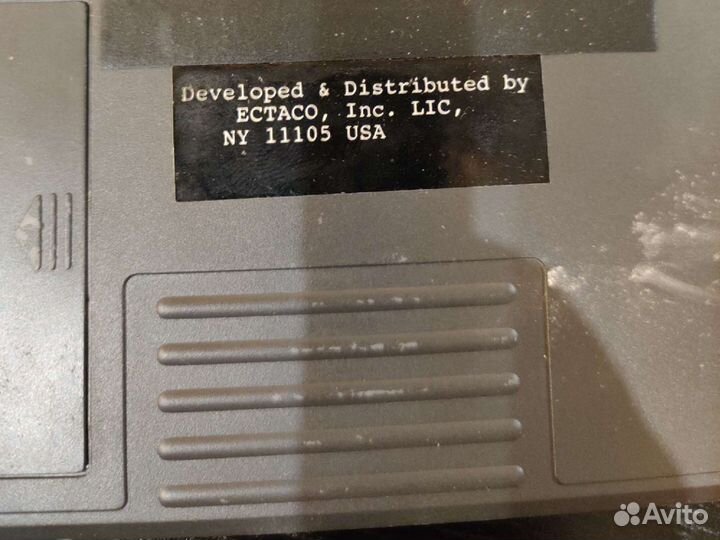 Developed & Distributed by
ECTACO, Inc. LIC,
NY 11105 USA
Avito